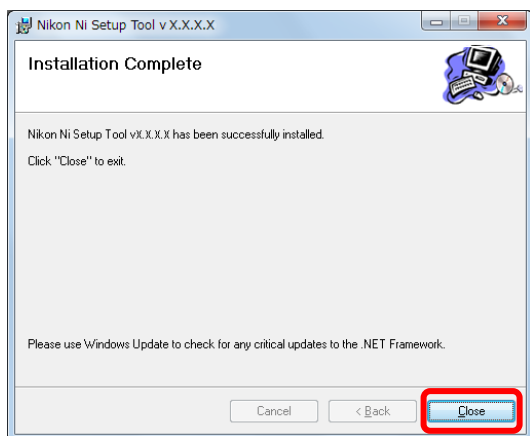 Nikon Ni Setup Tool v X.X.X.X
Installation Complete
Nikon Ni Setup Tool vX.X.X.X has been successfully installed.
Click "Close" to exit.
Please use Windows Update to check for any critical updates to the .NET Framework.
Cancel
< Back
Close